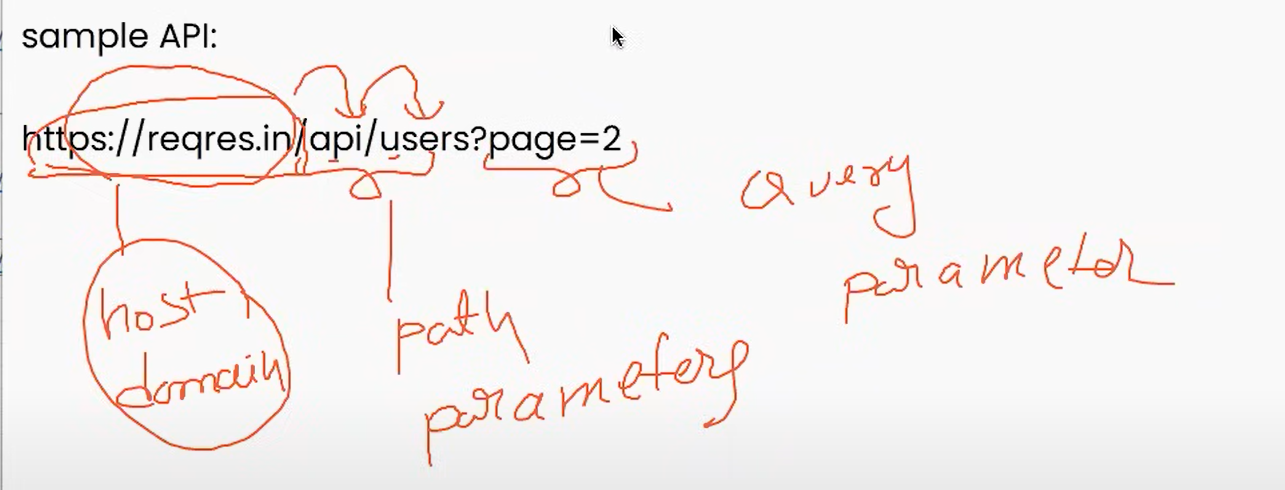 sample API:
https://reqres.in/api/users?page=2
Query
parameter
host
domain
path
parameters